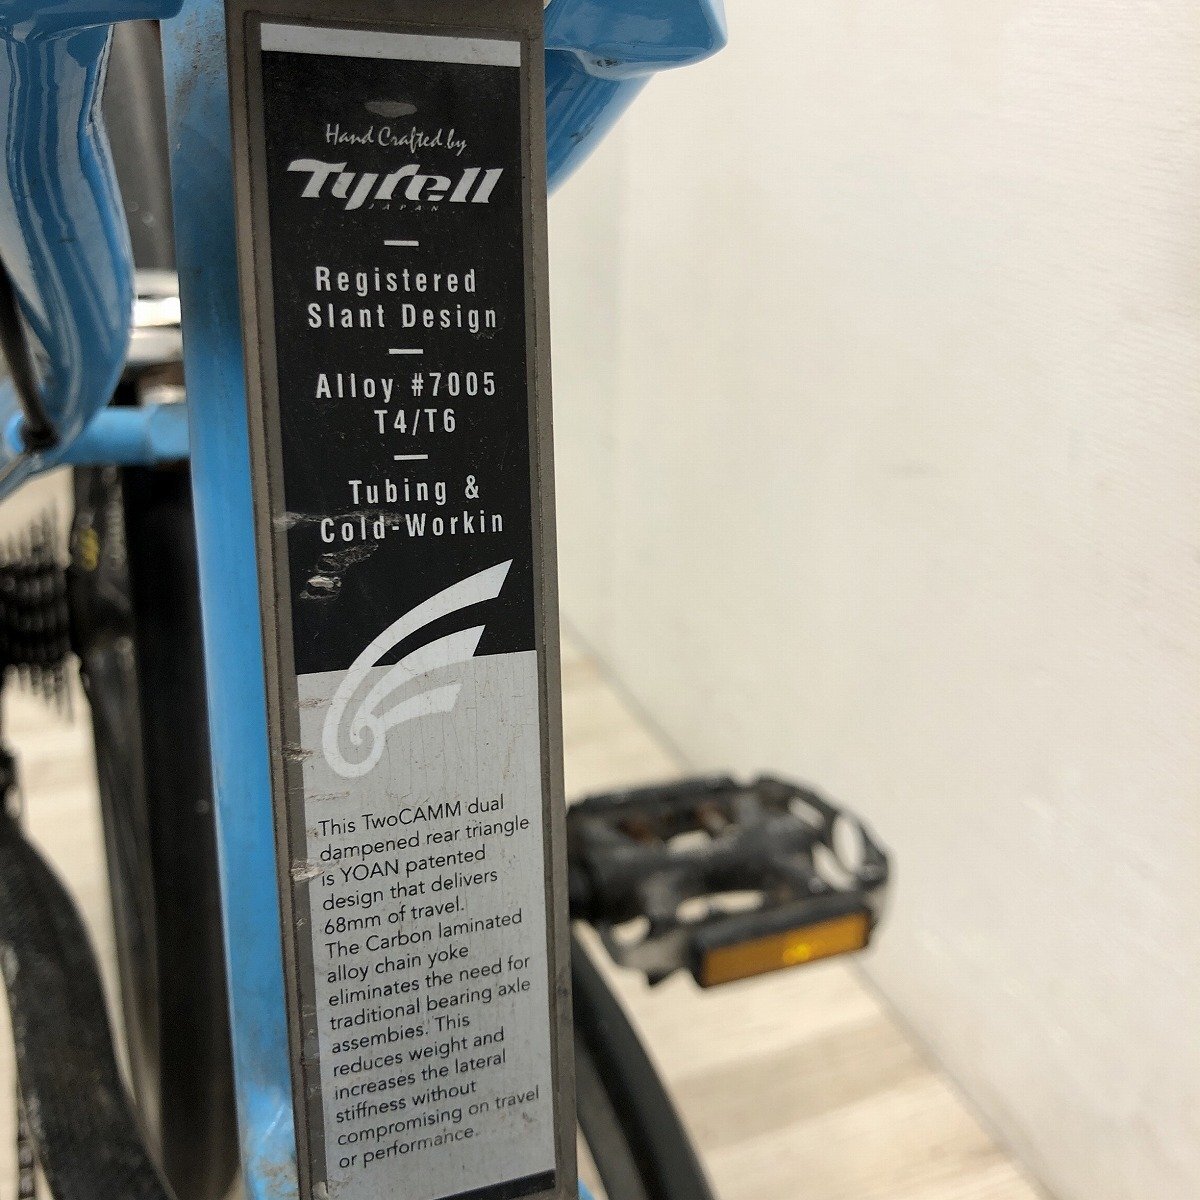 Hand Crafted by
Tyrell
JAPAN
Registered
Slant Design
Alloy #7005
T4/T6
Tubing &
Cold-Workin
This TwoCAMM dual
dampened rear triangle
is YOAN patented
design that delivers
68mm of travel.
The Carbon laminated
alloy chain yoke
eliminates the need for
traditional bearing axle
assembies. This
reduces weight and
increases the lateral
stiffness without
compromising on travel
or performance.